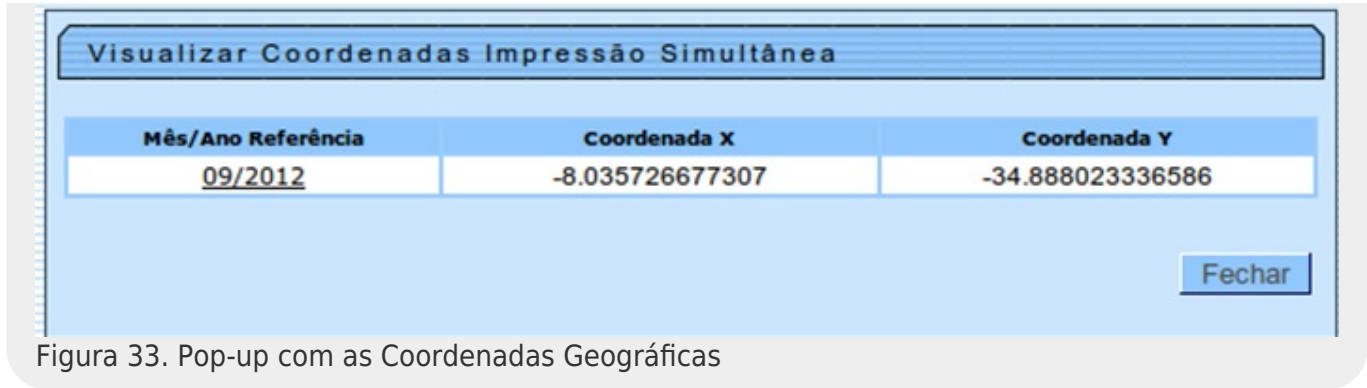 Visualizar Coordenadas Impressão Simultânea
Mês/Ano Referência Coordenada X Coordenada Y
09/2012 -8.035726677307 -34.888023336586
Fechar
Figura 33. Pop-up com as Coordenadas Geográficas